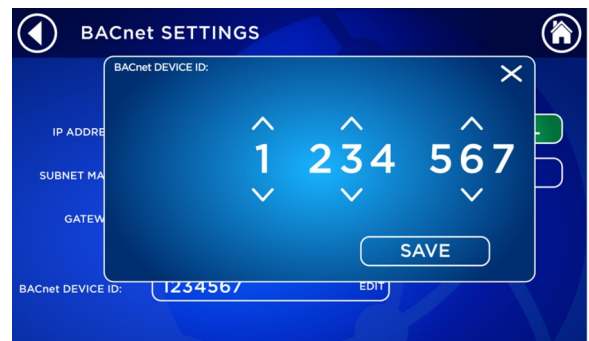 BACnet SETTINGS
BACnet DEVICE ID:
1 234 567
SAVE
IP ADDRE
SUBNET MA
GATEW
BACnet DEVICE ID: 1234567 EDIT